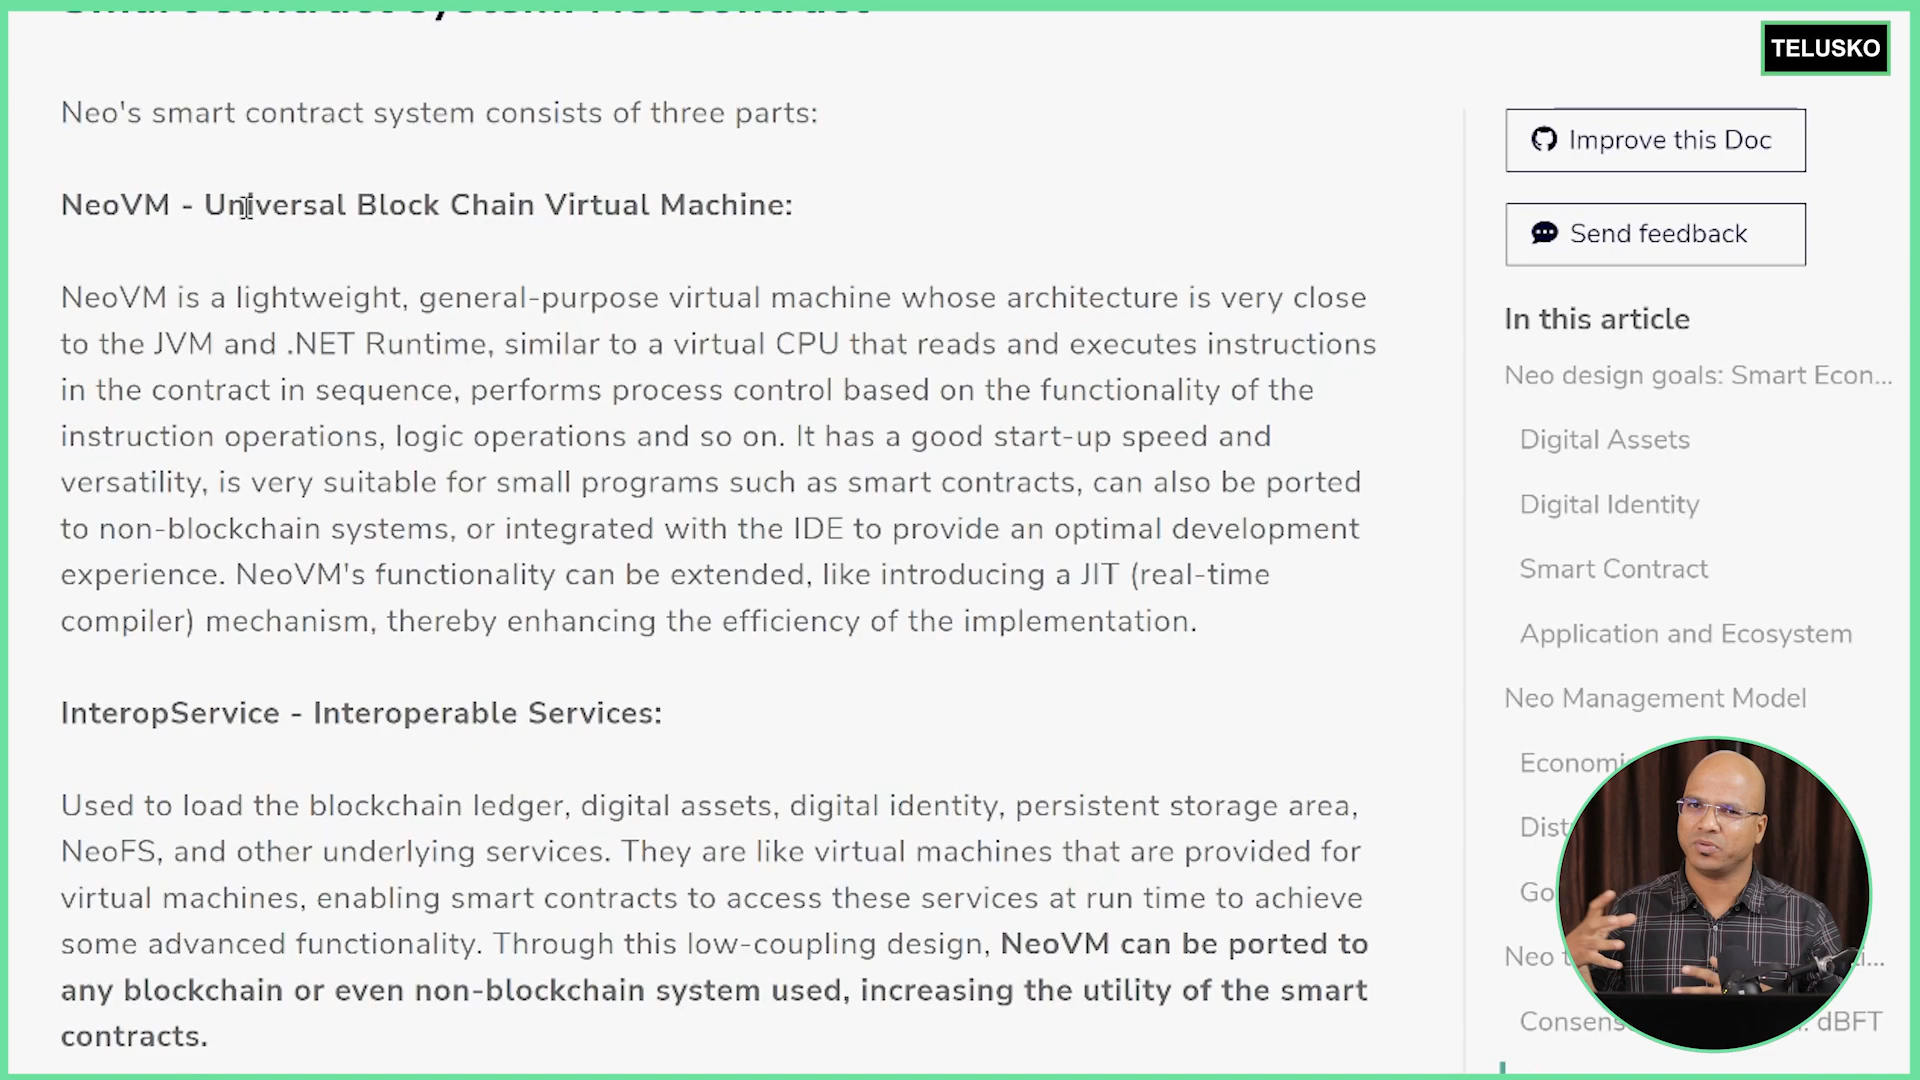 TELUSKO
Neo's smart contract system consists of three parts:
NeoVM - Universal Block Chain Virtual Machine:
NeoVM is a lightweight, general-purpose virtual machine whose architecture is very close
to the JVM and .NET Runtime, similar to a virtual CPU that reads and executes instructions
in the contract in sequence, performs process control based on the functionality of the
instruction operations, logic operations and so on. It has a good start-up speed and
versatility, is very suitable for small programs such as smart contracts, can also be ported
to non-blockchain systems, or integrated with the IDE to provide an optimal development
experience. NeoVM's functionality can be extended, like introducing a JIT (real-time
compiler) mechanism, thereby enhancing the efficiency of the implementation.
InteropService - Interoperable Services:
Used to load the blockchain ledger, digital assets, digital identity, persistent storage area,
NeoFS, and other underlying services. They are like virtual machines that are provided for
virtual machines, enabling smart contracts to access these services at run time to achieve
some advanced functionality. Through this low-coupling design, NeoVM can be ported to
any blockchain or even non-blockchain system used, increasing the utility of the smart
contracts.
Improve this Doc
Send feedback
In this article
Neo design goals: Smart Econ...
Digital Assets
Digital Identity
Smart Contract
Application and Ecosystem
Neo Management Model
Neo
dBFT